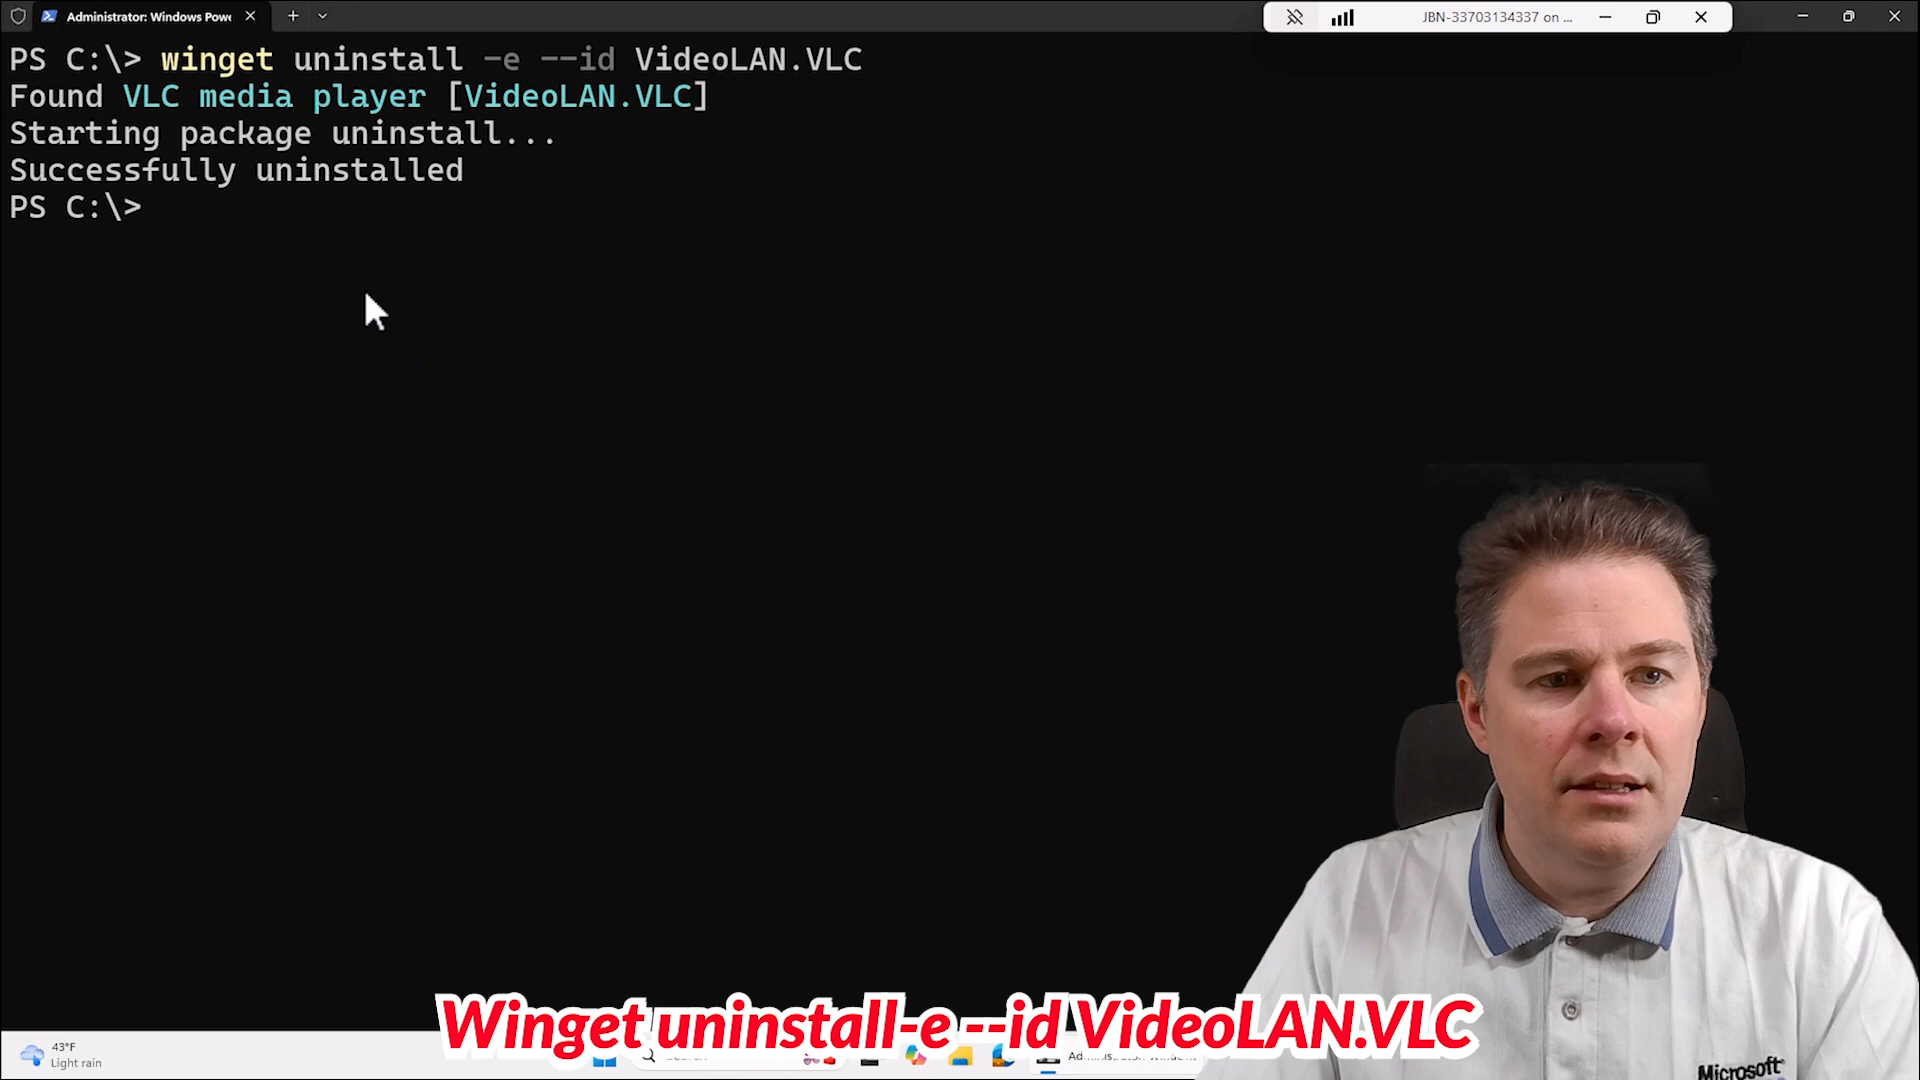 Administrator: Windows Powe
JBN-33703134337 on ...
PS C:\> winget uninstall -e --id VideoLAN.VLC
Found VLC media player [VideoLAN.VLC]
Starting package uninstall...
Successfully uninstalled
PS C:\>
Winget uninstall-e --id VideoLAN.VLC
43°F
Light rain
Microsoft